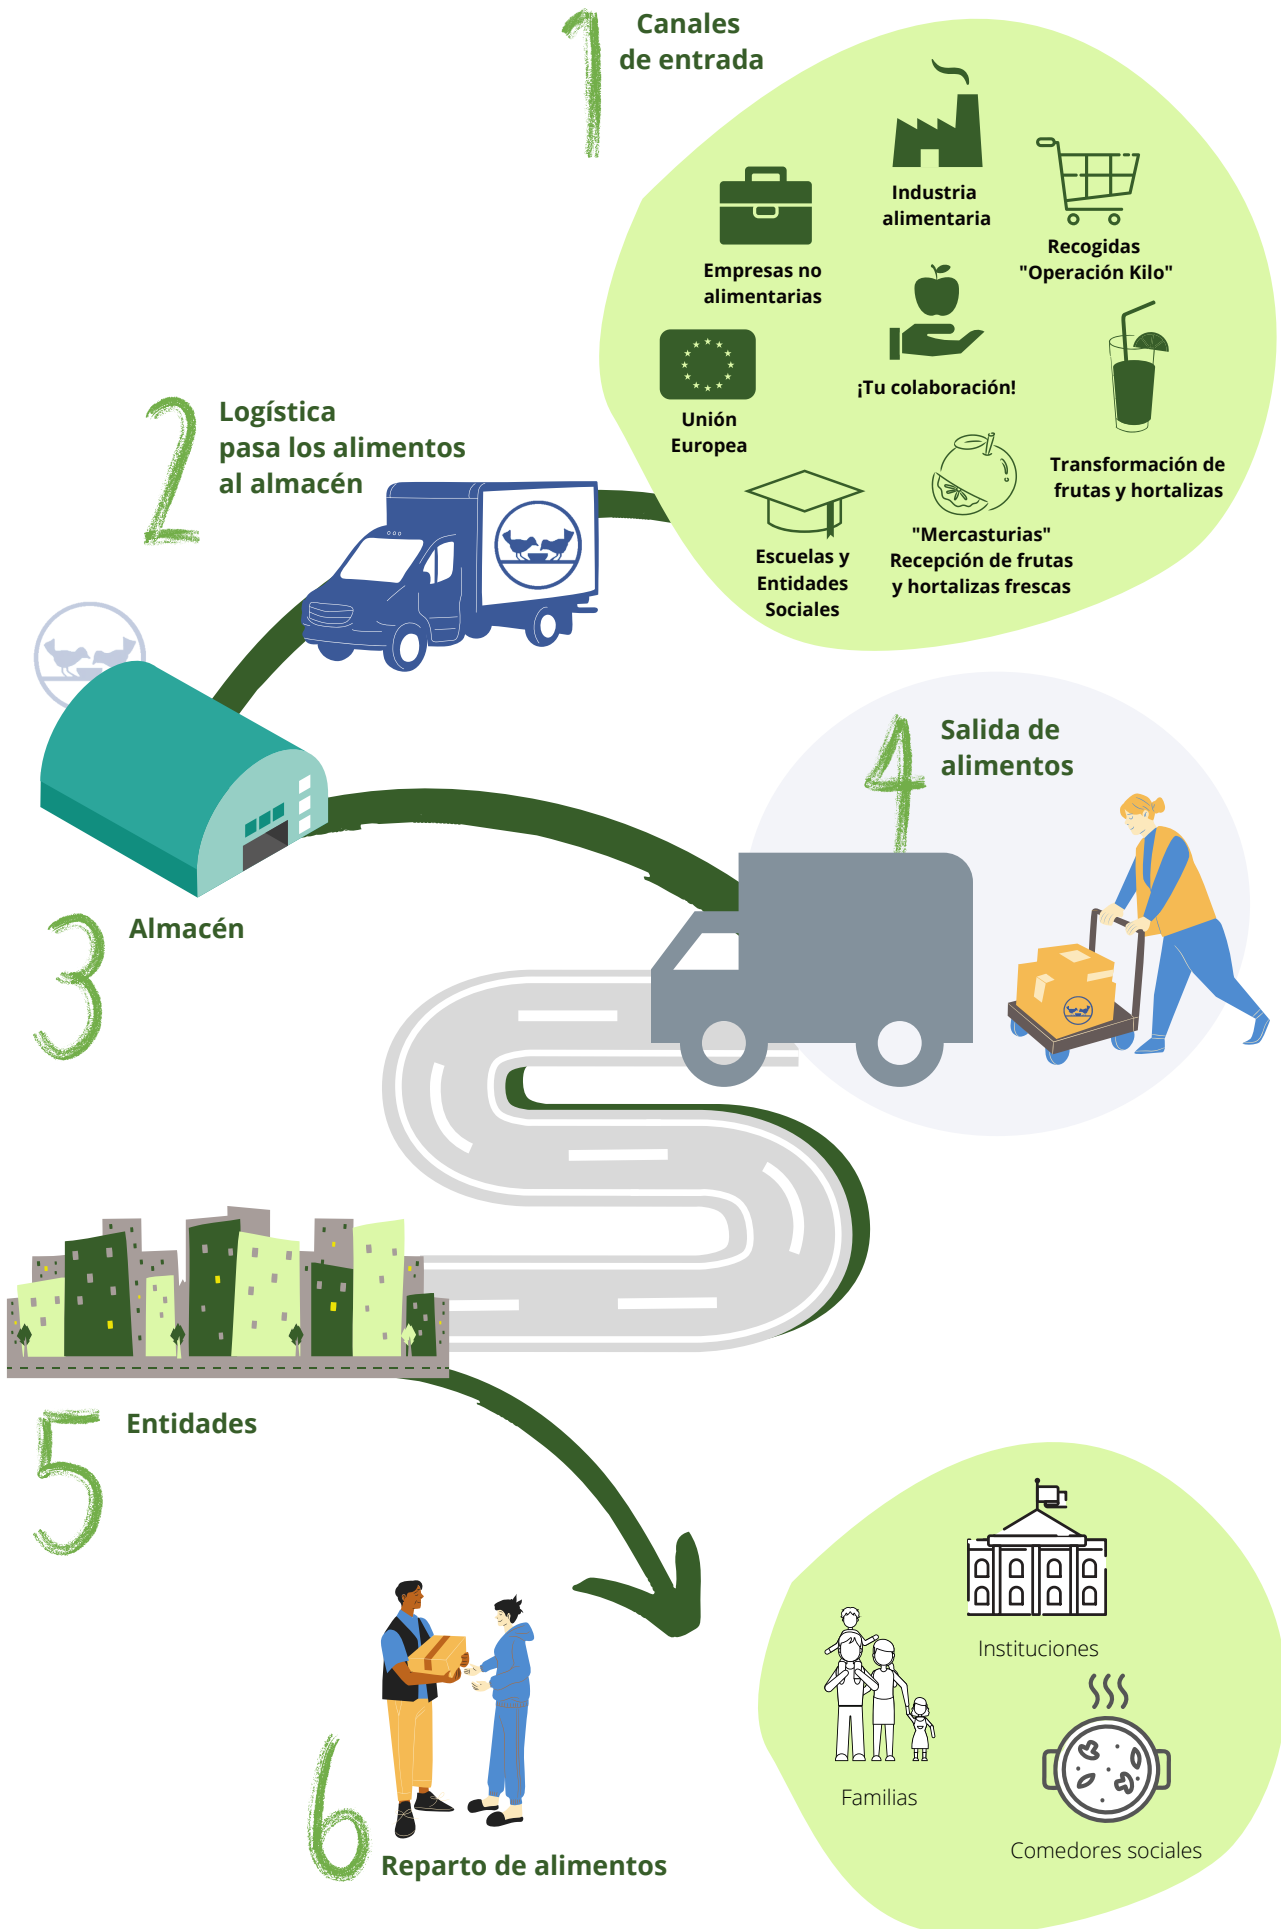 1
Canales
de entrada
Industria
alimentaria
Recogidas
"Operación Kilo"
Empresas no
alimentarias
¡Tu colaboración!
Unión
Europea
Transformación de
frutas y hortalizas
"Mercasturias"
Recepción de frutas
y hortalizas frescas
Escuelas y
Entidades
Sociales
2
Logística
pasa los alimentos
al almacén
3
Almacén
4
Salida de
alimentos
5
Entidades
6
Reparto de alimentos
Instituciones
Familias
Comedores sociales